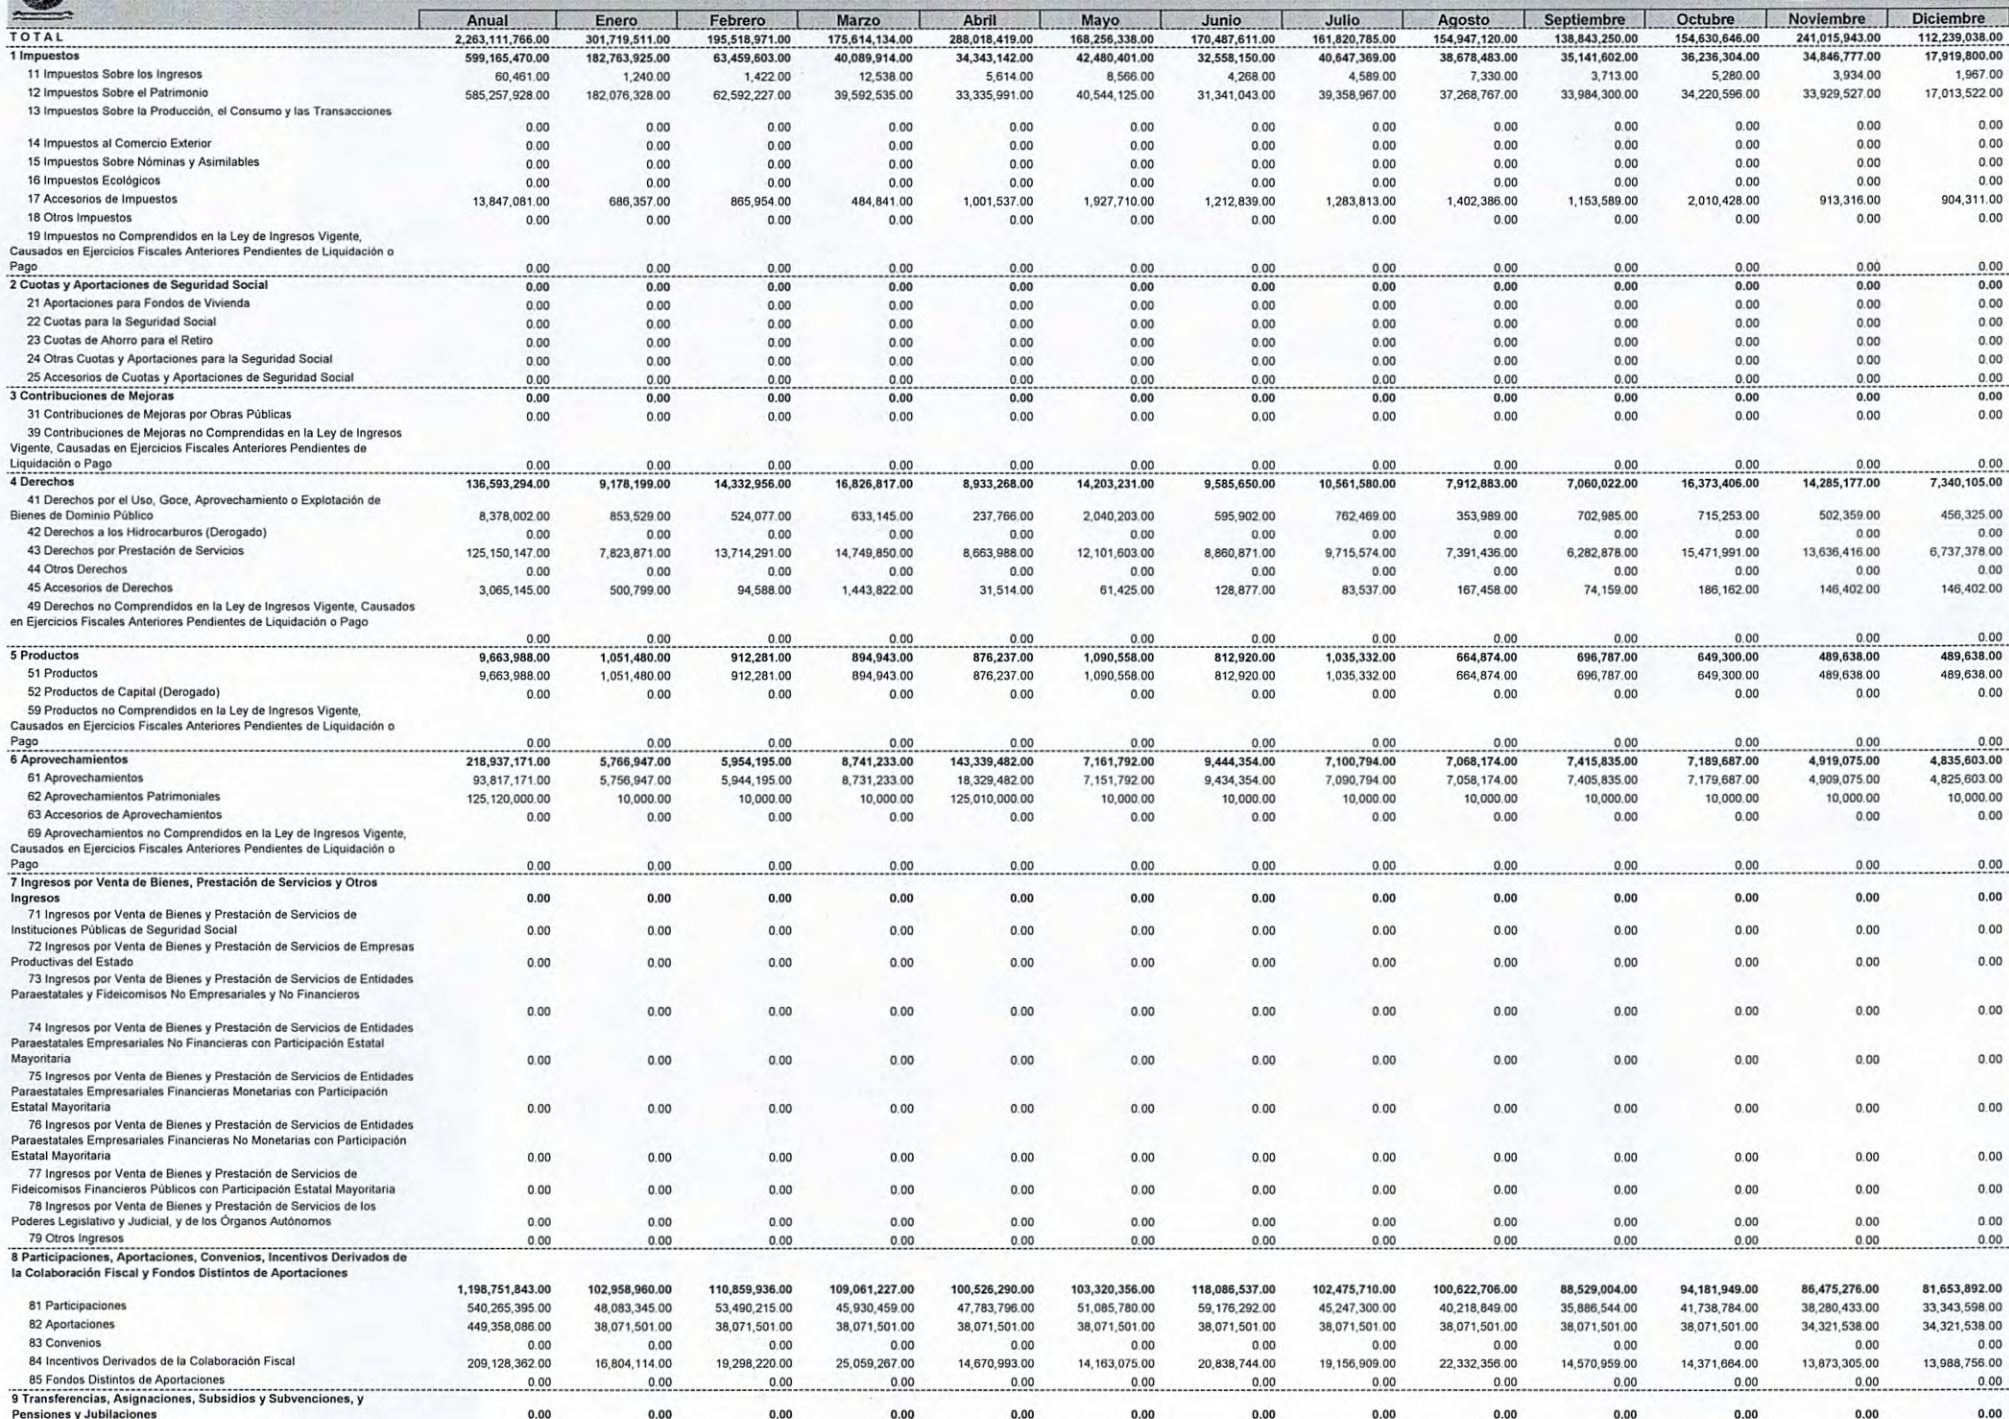 Anual Enero Febrero Marzo Abril Mayo Junio Julio Agosto Septiembre Octubre Noviembre Diciembre
TOTAL 2,263,111,766.00 301,719,511.00 195,518,971.00 175,614,134.00 288,018,419.00 168,256,338.00 170,487,611.00 161,820,785.00 154,947,120.00 138,843,250.00 154,630,646.00 241,015,943.00 112,239,038.00
1 Impuestos 599,165,470.00 182,763,925.00 63,459,603.00 40,089,914.00 34,343,142.00 42,480,401.00 32,558,150.00 40,647,369.00 38,678,483.00 35,141,602.00 36,236,304.00 34,846,777.00 17,919,800.00
11 Impuestos Sobre los Ingresos 60,461.00 1,240.00 1,422.00 12,538.00 5,614.00 8,566.00 4,268.00 4,589.00 7,330.00 3,713.00 5,280.00 3,934.00 1,967.00
12 Impuestos Sobre el Patrimonio 585,257,928.00 182,076,328.00 62,592,227.00 39,592,535.00 33,335,991.00 40,544,125.00 31,341,043.00 39,358,967.00 37,268,767.00 33,984,300.00 34,220,596.00 33,929,527.00 17,013,522.00
13 Impuestos Sobre la Producción, el Consumo y las Transacciones
0.00 0.00 0.00 0.00 0.00 0.00 0.00 0.00 0.00 0.00 0.00 0.00 0.00
14 Impuestos al Comercio Exterior 0.00 0.00 0.00 0.00 0.00 0.00 0.00 0.00 0.00 0.00 0.00 0.00 0.00
15 Impuestos Sobre Nóminas y Asimilables 0.00 0.00 0.00 0.00 0.00 0.00 0.00 0.00 0.00 0.00 0.00 0.00 0.00
16 Impuestos Ecológicos 0.00 0.00 0.00 0.00 0.00 0.00 0.00 0.00 0.00 0.00 0.00 0.00 0.00
17 Accesorios de Impuestos 13,847,081.00 686,357.00 865,954.00 484,841.00 1,001,537.00 1,927,710.00 1,212,839.00 1,283,813.00 1,402,386.00 1,153,589.00 2,010,428.00 913,316.00 904,311.00
18 Otros Impuestos 0.00 0.00 0.00 0.00 0.00 0.00 0.00 0.00 0.00 0.00 0.00 0.00 0.00
19 Impuestos no Comprendidos en la Ley de Ingresos Vigente,
Causados en Ejercicios Fiscales Anteriores Pendientes de Liquidación o
Pago 0.00 0.00 0.00 0.00 0.00 0.00 0.00 0.00 0.00 0.00 0.00 0.00 0.00
2 Cuotas y Aportaciones de Seguridad Social 0.00 0.00 0.00 0.00 0.00 0.00 0.00 0.00 0.00 0.00 0.00 0.00 0.00
21 Aportaciones para Fondos de Vivienda 0.00 0.00 0.00 0.00 0.00 0.00 0.00 0.00 0.00 0.00 0.00 0.00 0.00
22 Cuotas para la Seguridad Social 0.00 0.00 0.00 0.00 0.00 0.00 0.00 0.00 0.00 0.00 0.00 0.00 0.00
23 Cuotas de Ahorro para el Retiro 0.00 0.00 0.00 0.00 0.00 0.00 0.00 0.00 0.00 0.00 0.00 0.00 0.00
24 Otras Cuotas y Aportaciones para la Seguridad Social 0.00 0.00 0.00 0.00 0.00 0.00 0.00 0.00 0.00 0.00 0.00 0.00 0.00
25 Accesorios de Cuotas y Aportaciones de Seguridad Social 0.00 0.00 0.00 0.00 0.00 0.00 0.00 0.00 0.00 0.00 0.00 0.00 0.00
3 Contribuciones de Mejoras 0.00 0.00 0.00 0.00 0.00 0.00 0.00 0.00 0.00 0.00 0.00 0.00 0.00
31 Contribuciones de Mejoras por Obras Públicas 0.00 0.00 0.00 0.00 0.00 0.00 0.00 0.00 0.00 0.00 0.00 0.00 0.00
39 Contribuciones de Mejoras no Comprendidas en la Ley de Ingresos
Vigente, Causadas en Ejercicios Fiscales Anteriores Pendientes de
Liquidación o Pago 0.00 0.00 0.00 0.00 0.00 0.00 0.00 0.00 0.00 0.00 0.00 0.00 0.00
4 Derechos 136,593,294.00 9,178,199.00 14,332,956.00 16,826,817.00 8,933,268.00 14,203,231.00 9,585,650.00 10,561,580.00 7,912,883.00 7,060,022.00 16,373,406.00 14,285,177.00 7,340,105.00
41 Derechos por el Uso, Goce, Aprovechamiento o Explotación de
Bienes de Dominio Público 8,378,002.00 853,529.00 524,077.00 633,145.00 237,766.00 2,040,203.00 595,902.00 762,469.00 353,989.00 702,985.00 715,253.00 502,359.00 456,325.00
42 Derechos a los Hidrocarburos (Derogado) 0.00 0.00 0.00 0.00 0.00 0.00 0.00 0.00 0.00 0.00 0.00 0.00 0.00
43 Derechos por Prestación de Servicios 125,150,147.00 7,823,871.00 13,714,291.00 14,749,850.00 8,663,988.00 12,101,603.00 8,860,871.00 9,715,574.00 7,391,436.00 6,282,878.00 15,471,991.00 13,636,416.00 6,737,378.00
44 Otros Derechos 0.00 0.00 0.00 0.00 0.00 0.00 0.00 0.00 0.00 0.00 0.00 0.00 0.00
45 Accesorios de Derechos 3,065,145.00 500,799.00 94,588.00 1,443,822.00 31,514.00 61,425.00 128,877.00 83,537.00 167,458.00 74,159.00 186,162.00 146,402.00 146,402.00
49 Derechos no Comprendidos en la Ley de Ingresos Vigente, Causados
en Ejercicios Fiscales Anteriores Pendientes de Liquidación o Pago
0.00 0.00 0.00 0.00 0.00 0.00 0.00 0.00 0.00 0.00 0.00 0.00 0.00
5 Productos 9,663,988.00 1,051,480.00 912,281.00 894,943.00 876,237.00 1,090,558.00 812,920.00 1,035,332.00 664,874.00 696,787.00 649,300.00 489,638.00 489,638.00
51 Productos 9,663,988.00 1,051,480.00 912,281.00 894,943.00 876,237.00 1,090,558.00 812,920.00 1,035,332.00 664,874.00 696,787.00 649,300.00 489,638.00 489,638.00
52 Productos de Capital (Derogado) 0.00 0.00 0.00 0.00 0.00 0.00 0.00 0.00 0.00 0.00 0.00 0.00 0.00
59 Productos no Comprendidos en la Ley de Ingresos Vigente,
Causados en Ejercicios Fiscales Anteriores Pendientes de Liquidación o
Pago 0.00 0.00 0.00 0.00 0.00 0.00 0.00 0.00 0.00 0.00 0.00 0.00 0.00
6 Aprovechamientos 218,937,171.00 5,766,947.00 5,954,195.00 8,741,233.00 143,339,482.00 7,161,792.00 9,444,354.00 7,100,794.00 7,068,174.00 7,415,835.00 7,189,687.00 4,919,075.00 4,835,603.00
61 Aprovechamientos 93,817,171.00 5,756,947.00 5,944,195.00 8,731,233.00 18,329,482.00 7,151,792.00 9,434,354.00 7,090,794.00 7,058,174.00 7,405,835.00 7,179,687.00 4,909,075.00 4,825,603.00
62 Aprovechamientos Patrimoniales 125,120,000.00 10,000.00 10,000.00 10,000.00 125,010,000.00 10,000.00 10,000.00 10,000.00 10,000.00 10,000.00 10,000.00 10,000.00 10,000.00
63 Accesorios de Aprovechamientos 0.00 0.00 0.00 0.00 0.00 0.00 0.00 0.00 0.00 0.00 0.00 0.00 0.00
69 Aprovechamientos no Comprendidos en la Ley de Ingresos Vigente,
Causados en Ejercicios Fiscales Anteriores Pendientes de Liquidación o
Pago 0.00 0.00 0.00 0.00 0.00 0.00 0.00 0.00 0.00 0.00 0.00 0.00 0.00
7 Ingresos por Venta de Bienes, Prestación de Servicios y Otros
Ingresos 0.00 0.00 0.00 0.00 0.00 0.00 0.00 0.00 0.00 0.00 0.00 0.00 0.00
71 Ingresos por Venta de Bienes y Prestación de Servicios de
Instituciones Públicas de Seguridad Social 0.00 0.00 0.00 0.00 0.00 0.00 0.00 0.00 0.00 0.00 0.00 0.00 0.00
72 Ingresos por Venta de Bienes y Prestación de Servicios de Empresas
Productivas del Estado 0.00 0.00 0.00 0.00 0.00 0.00 0.00 0.00 0.00 0.00 0.00 0.00 0.00
73 Ingresos por Venta de Bienes y Prestación de Servicios de Entidades
Paraestatales y Fideicomisos No Empresariales y No Financieros
0.00 0.00 0.00 0.00 0.00 0.00 0.00 0.00 0.00 0.00 0.00 0.00 0.00
74 Ingresos por Venta de Bienes y Prestación de Servicios de Entidades
Paraestatales Empresariales No Financieras con Participación Estatal
Mayoritaria 0.00 0.00 0.00 0.00 0.00 0.00 0.00 0.00 0.00 0.00 0.00 0.00 0.00
75 Ingresos por Venta de Bienes y Prestación de Servicios de Entidades
Paraestatales Empresariales Financieras Monetarias con Participación
Estatal Mayoritaria 0.00 0.00 0.00 0.00 0.00 0.00 0.00 0.00 0.00 0.00 0.00 0.00 0.00
76 Ingresos por Venta de Bienes y Prestación de Servicios de Entidades
Paraestatales Empresariales Financieras No Monetarias con Participación
Estatal Mayoritaria 0.00 0.00 0.00 0.00 0.00 0.00 0.00 0.00 0.00 0.00 0.00 0.00 0.00
77 Ingresos por Venta de Bienes y Prestación de Servicios de
Fideicomisos Financieros Públicos con Participación Estatal Mayoritaria 0.00 0.00 0.00 0.00 0.00 0.00 0.00 0.00 0.00 0.00 0.00 0.00 0.00
78 Ingresos por Venta de Bienes y Prestación de Servicios de los
Poderes Legislativo y Judicial, y de los Órganos Autónomos 0.00 0.00 0.00 0.00 0.00 0.00 0.00 0.00 0.00 0.00 0.00 0.00 0.00
79 Otros Ingresos 0.00 0.00 0.00 0.00 0.00 0.00 0.00 0.00 0.00 0.00 0.00 0.00 0.00
8 Participaciones, Aportaciones, Convenios, Incentivos Derivados de
la Colaboración Fiscal y Fondos Distintos de Aportaciones
1,198,751,843.00 102,958,960.00 110,859,936.00 109,061,227.00 100,526,290.00 103,320,356.00 118,086,537.00 102,475,710.00 100,622,706.00 88,529,004.00 94,181,949.00 86,475,276.00 81,653,892.00
81 Participaciones 540,265,395.00 48,083,345.00 53,490,215.00 45,930,459.00 47,783,796.00 51,085,780.00 59,176,292.00 45,247,300.00 40,218,849.00 35,886,544.00 41,738,784.00 38,280,433.00 33,343,598.00
82 Aportaciones 449,358,086.00 38,071,501.00 38,071,501.00 38,071,501.00 38,071,501.00 38,071,501.00 38,071,501.00 38,071,501.00 38,071,501.00 38,071,501.00 38,071,501.00 34,321,538.00 34,321,538.00
83 Convenios 0.00 0.00 0.00 0.00 0.00 0.00 0.00 0.00 0.00 0.00 0.00 0.00 0.00
84 Incentivos Derivados de la Colaboración Fiscal 209,128,362.00 16,804,114.00 19,298,220.00 25,059,267.00 14,670,993.00 14,163,075.00 20,838,744.00 19,156,909.00 22,332,356.00 14,570,959.00 14,371,664.00 13,873,305.00 13,988,756.00
85 Fondos Distintos de Aportaciones 0.00 0.00 0.00 0.00 0.00 0.00 0.00 0.00 0.00 0.00 0.00 0.00 0.00
9 Transferencias, Asignaciones, Subsidios y Subvenciones, y
Pensiones y Jubilaciones 0.00 0.00 0.00 0.00 0.00 0.00 0.00 0.00 0.00 0.00 0.00 0.00 0.00